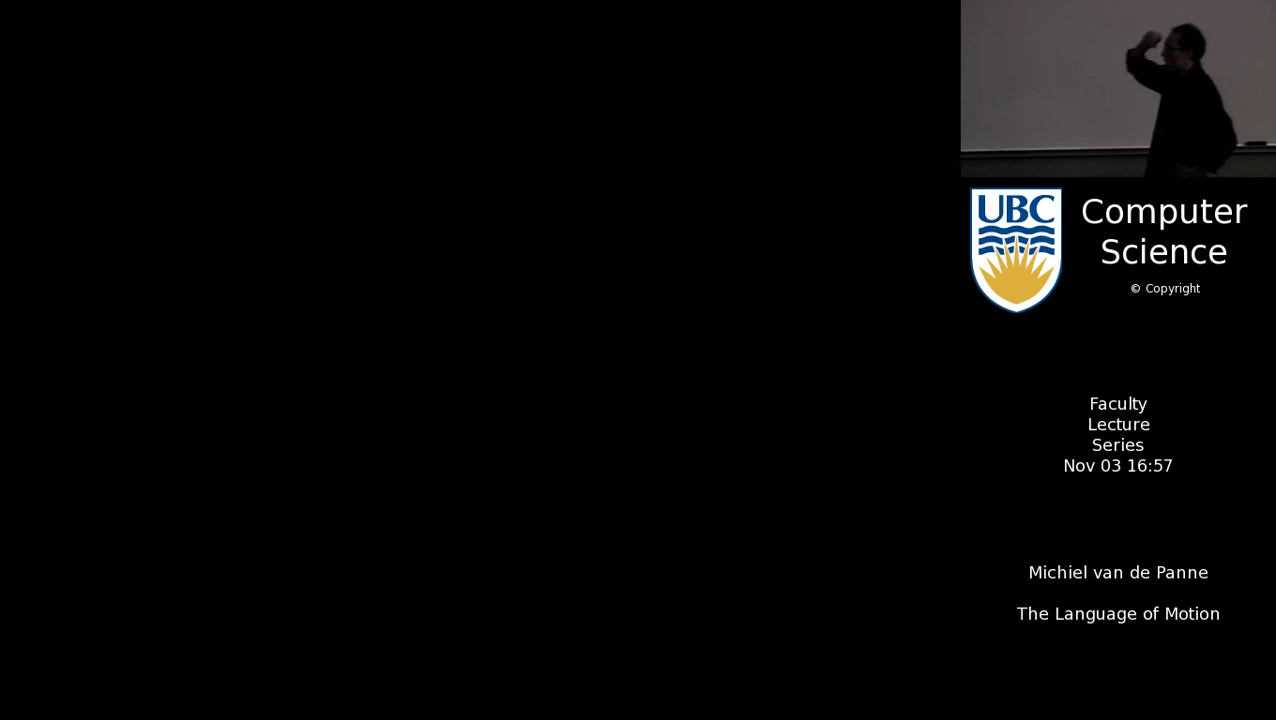 UBC
Computer
Science
© Copyright
Faculty
Lecture
Series
Nov 03 16:57
Michiel van de Panne
The Language of Motion